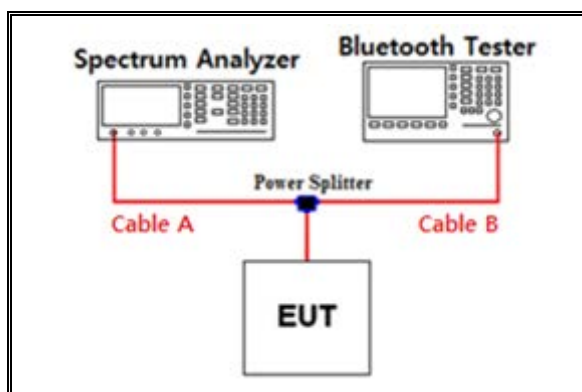 Spectrum Analyzer
Bluetooth Tester
Power Splitter
Cable A
Cable B
EUT